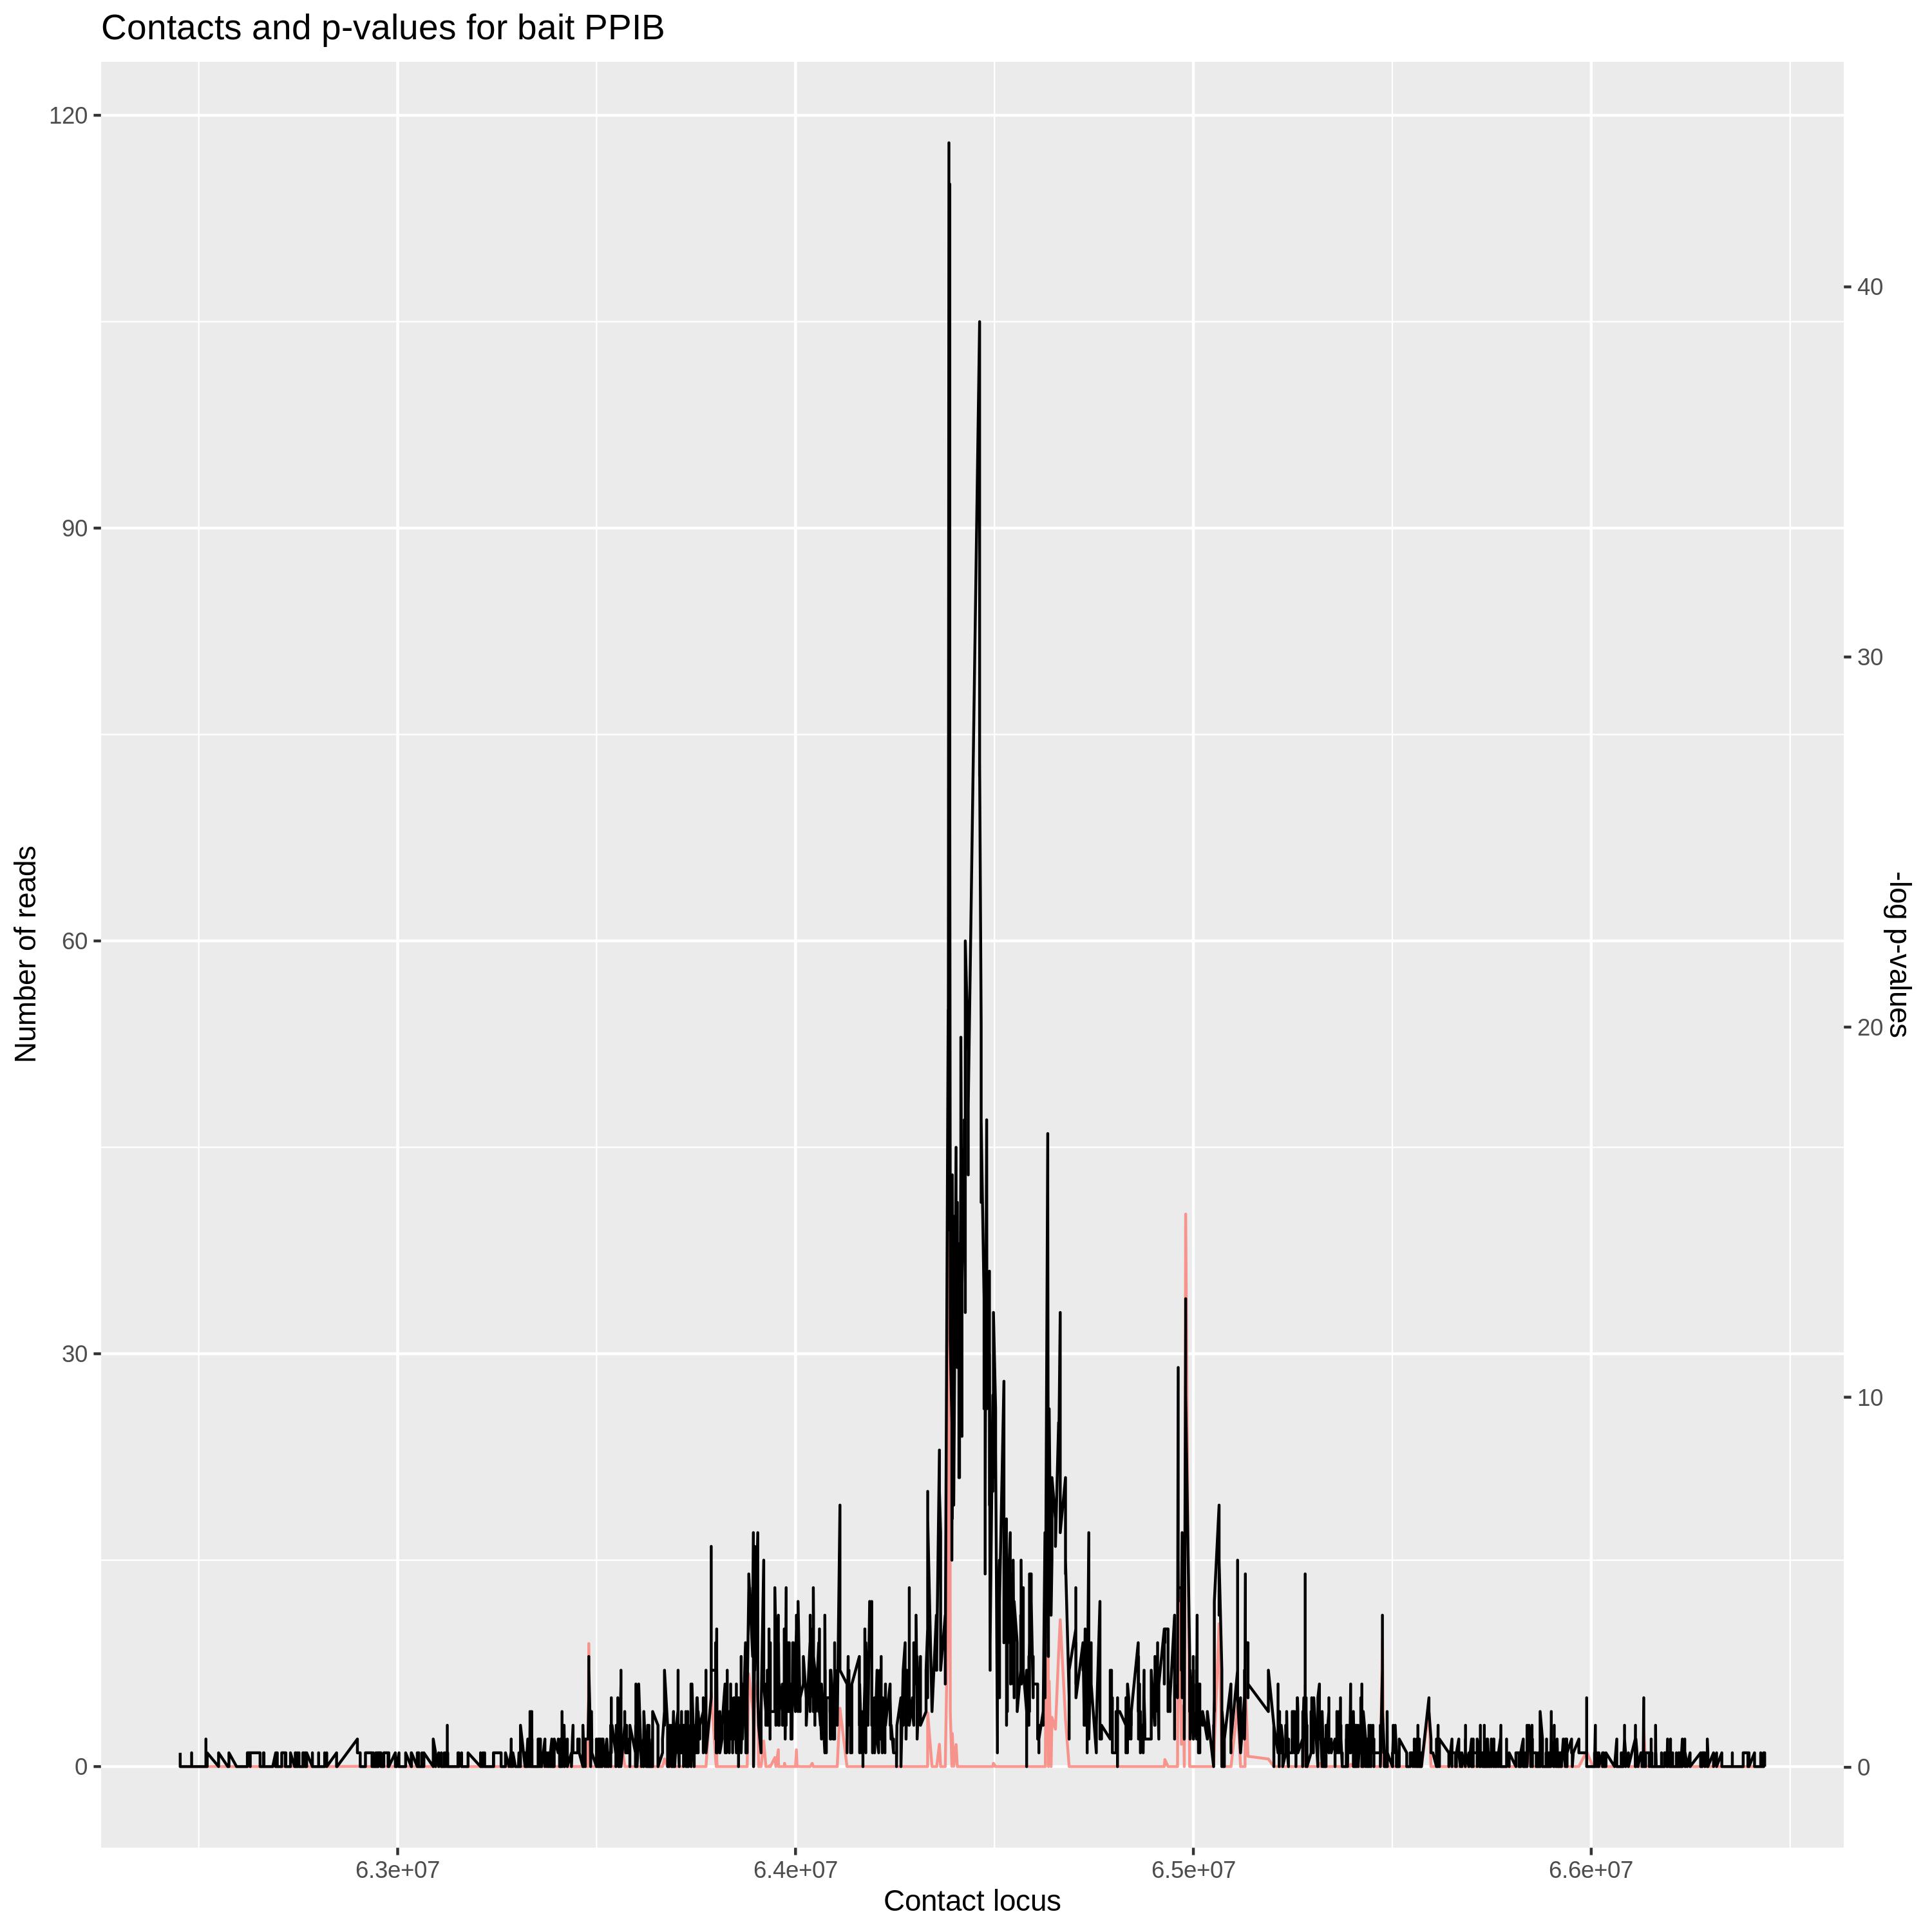 Contacts and p-values for bait PPIB
120
90
60
30
0
Number of reads
40
30
20
10
0
-log p-values
6.3e+07
6.4e+07
6.5e+07
6.6e+07
Contact locus